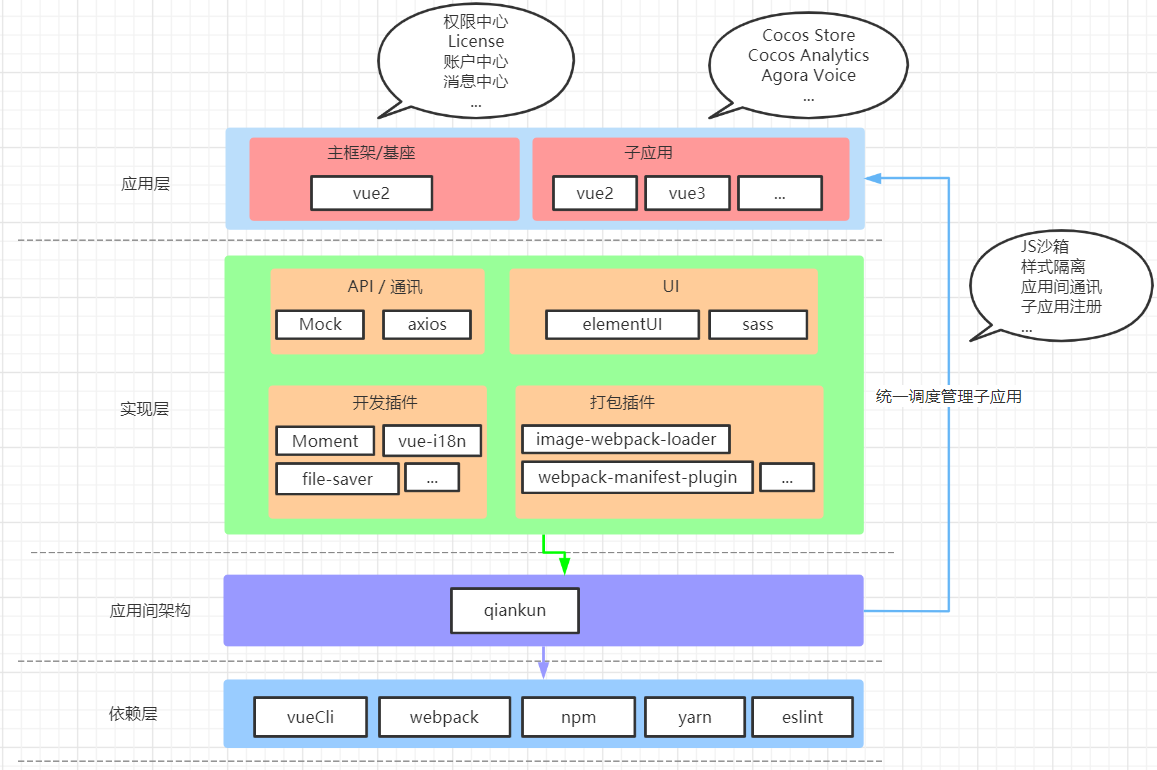 权限中心
License
账户中心
消息中心
...
Cocos Store
Cocos Analytics
Agora Voice
...
应用层
主框架/基座
vue2
子应用
vue2
vue3
...
JS沙箱
样式隔离
应用间通讯
子应用注册
...
统一调度管理子应用
实现层
API / 通讯
Mock
axios
UI
elementUI
sass
开发插件
Moment
vue-i18n
file-saver
...
打包插件
image-webpack-loader
webpack-manifest-plugin
...
应用间架构
qiankun
依赖层
vueCli
webpack
npm
yarn
eslint